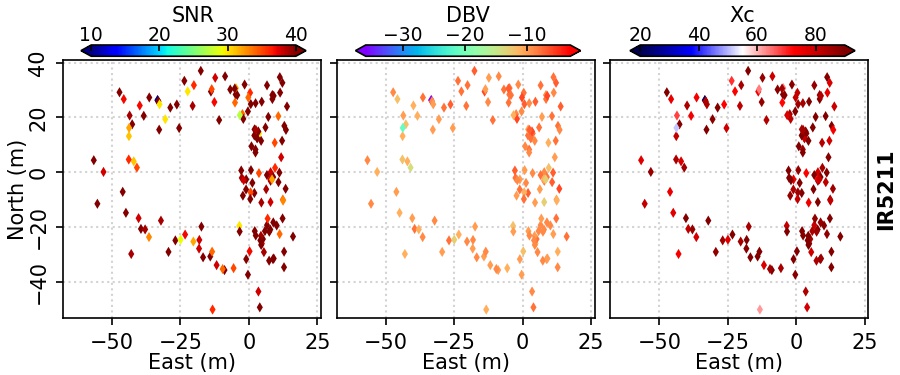 SNR
DBV
Xc
10 20 30 40
−30 −20 −10
20 40 60 80
40
20
0
−20
−40
North (m)
−50 −25 0 25
−50 −25 0 25
−50 −25 0 25
East (m)
East (m)
East (m)
IR5211